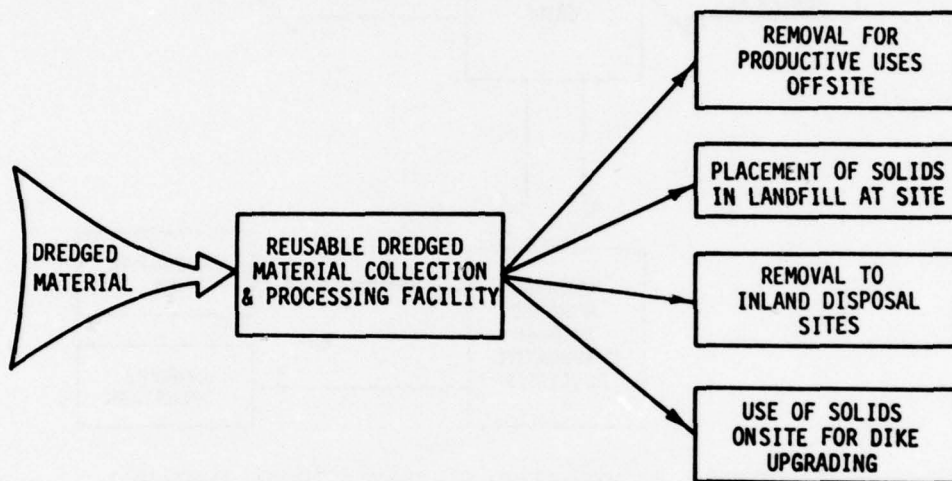 DREDGED
MATERIAL
REUSABLE DREDGED
MATERIAL COLLECTION
& PROCESSING FACILITY
REMOVAL FOR
PRODUCTIVE USES
OFFSITE
PLACEMENT OF SOLIDS
IN LANDFILL AT SITE
REMOVAL TO
INLAND DISPOSAL
SITES
USE OF SOLIDS
ONSITE FOR DIKE
UPGRADING